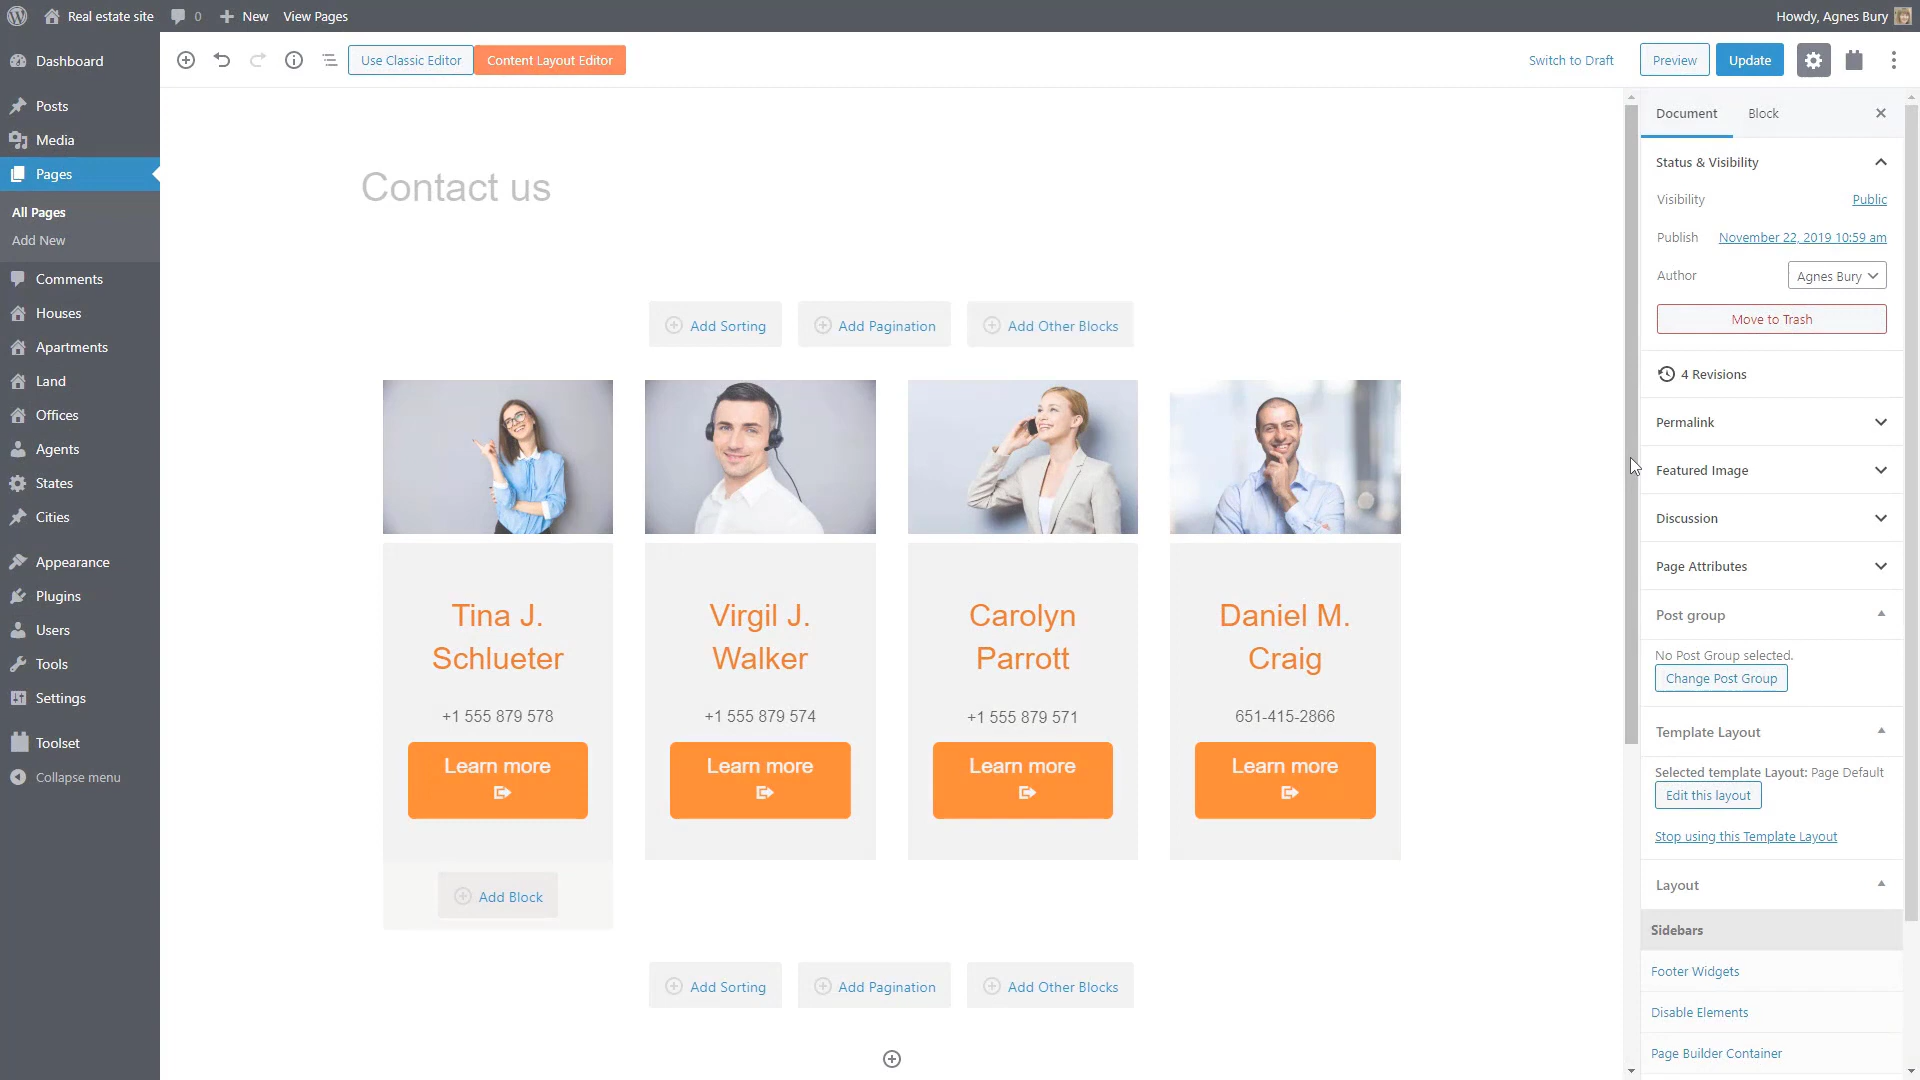 Real estate site
0
New
View Pages
Howdy, Agnes Bury
Dashboard
Posts
Media
Pages
All Pages
Add New
Comments
Houses
Apartments
Land
Offices
Agents
States
Cities
Appearance
Plugins
Users
Tools
Settings
Toolset
Collapse menu
Use Classic Editor
Content Layout Editor
Switch to Draft
Preview
Update
Contact us
Add Sorting
Add Pagination
Add Other Blocks
Tina J.
Schlueter
+1 555 879 578
Learn more
Virgil J.
Walker
+1 555 879 574
Learn more
Carolyn
Parrott
+1 555 879 571
Learn more
Daniel M.
Craig
651-415-2866
Learn more
Add Block
Add Sorting
Add Pagination
Add Other Blocks
Document
Block
Status & Visibility
Visibility
Public
Publish
November 22, 2019 10:59 am
Author
Agnes Bury
Move to Trash
4 Revisions
Permalink
Featured Image
Discussion
Page Attributes
Post group
No Post Group selected.
Change Post Group
Template Layout
Selected template Layout: Page Default
Edit this layout
Stop using this Template Layout
Layout
Sidebars
Footer Widgets
Disable Elements
Page Builder Container